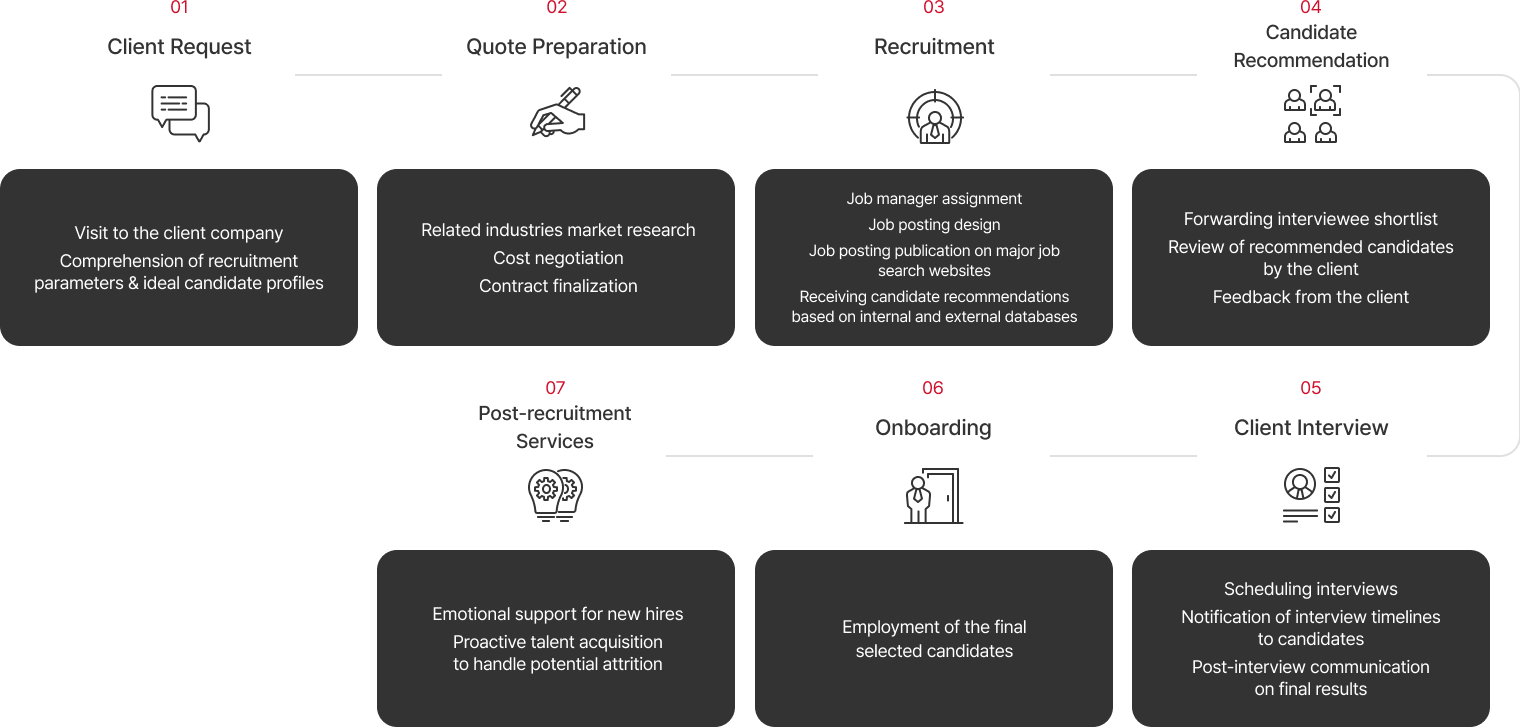 01
Client Request
Visit to the client company
Comprehension of recruitment
parameters & ideal candidate profiles
02
Quote Preparation
Related industries market research
Cost negotiation
Contract finalization
03
Recruitment
Job manager assignment
Job posting design
Job posting publication on major job
search websites
Receiving candidate recommendations
based on internal and external databases
04
Candidate
Recommendation
Forwarding interviewee shortlist
Review of recommended candidates
by the client
Feedback from the client
05
Client Interview
Scheduling interviews
Notification of interview timelines
to candidates
Post-interview communication
on final results
06
Onboarding
Employment of the final
selected candidates
07
Post-recruitment
Services
Emotional support for new hires
Proactive talent acquisition
to handle potential attrition